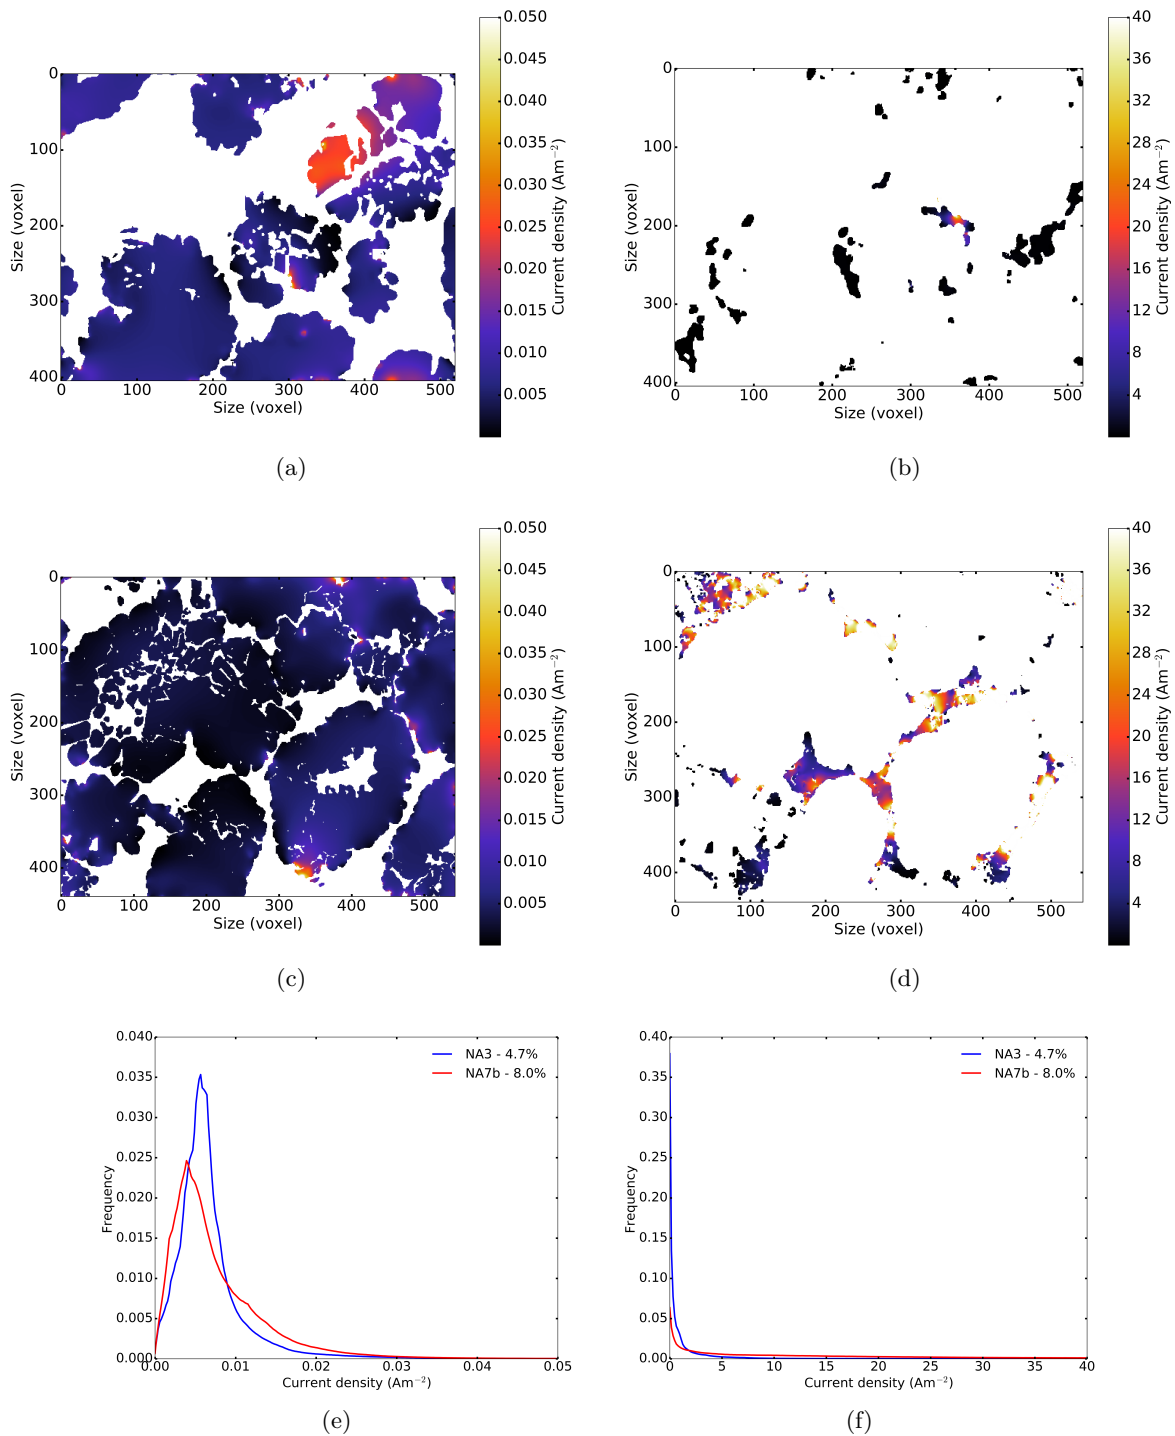 0.050
0.045
0.040
0.035
0.030
0.025
0.020
0.015
0.010
0.005
Current density (Am−2)
0
100
200
300
400
Size (voxel)
0 100 200 300 400 500
Size (voxel)
(a)
40
36
32
28
24
20
16
12
8
4
Current density (Am−2)
0
100
200
300
400
Size (voxel)
0 100 200 300 400 500
Size (voxel)
(b)
0.050
0.045
0.040
0.035
0.030
0.025
0.020
0.015
0.010
0.005
Current density (Am−2)
0
100
200
300
400
Size (voxel)
0 100 200 300 400 500
Size (voxel)
(c)
40
36
32
28
24
20
16
12
8
4
Current density (Am−2)
0
100
200
300
400
Size (voxel)
0 100 200 300 400 500
Size (voxel)
(d)
0.040
0.035
0.030
0.025
0.020
0.015
0.010
0.005
0.000
Frequency
NA3 - 4.7%
NA7b - 8.0%
0.00 0.01 0.02 0.03 0.04 0.05
Current density (Am−2)
(e)
0.40
0.35
0.30
0.25
0.20
0.15
0.10
0.05
0.00
Frequency
NA3 - 4.7%
NA7b - 8.0%
0 5 10 15 20 25 30 35 40
Current density (Am−2)
(f)